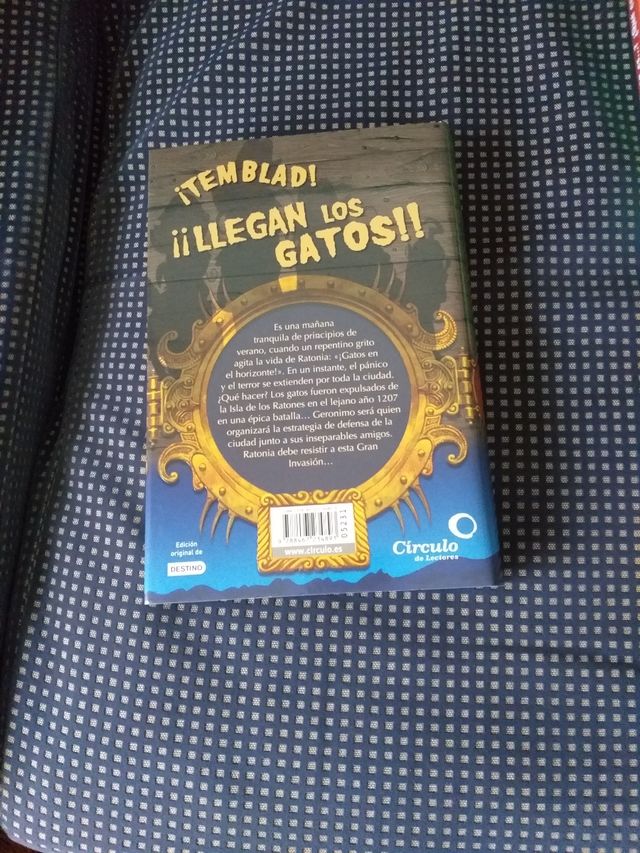 ¡TEMBLAD!
¡¡LLEGAN LOS
GATOS!!
Es una mañana
tranquila de principios de
verano, cuando un repentino grito
agita la vida de Ratonia: «¡Gatos en
el horizonte!». En un instante, el pánico
y el terror se extienden por toda la ciudad.
¿Qué hacer? Los gatos fueron expulsados de
la Isla de los Ratones en el lejano año 1207
en una épica batalla... Geronimo será quien
organizará la estrategia de defensa de la
ciudad junto a sus inseparables amigos.
Ratonia debe resistir a esta Gran
Invasión...
05231
www.circulo.es
Edición
original de
DESTINO
Círculo
de Lectores